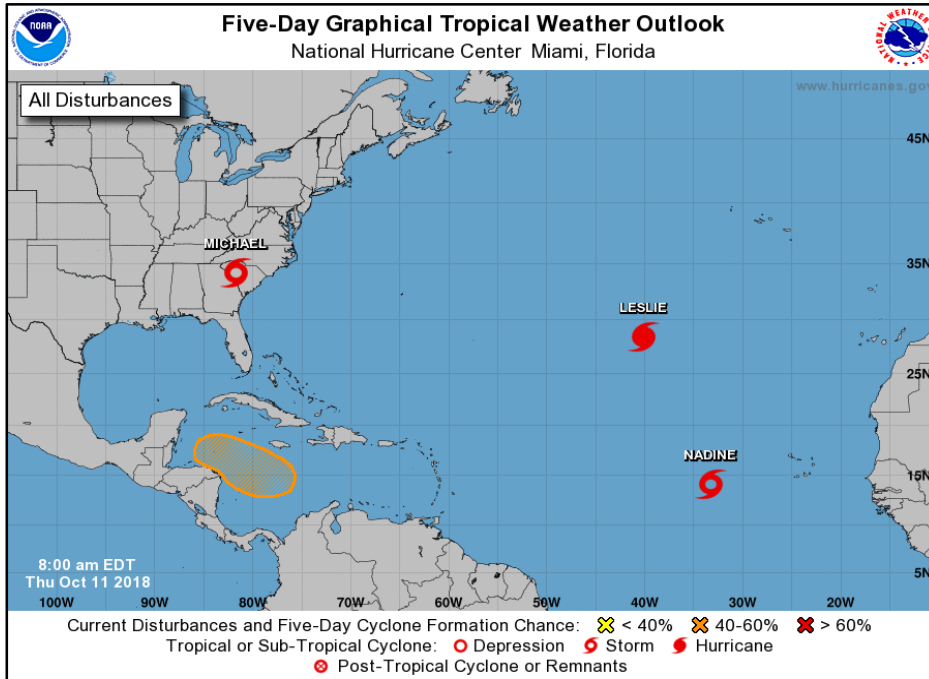 Five-Day Graphical Tropical Weather Outlook
National Hurricane Center Miami, Florida
NOAA
www.hurricanes.gov
All Disturbances
45N
MICHAEL
35N
LESLIE
25N
NADINE
15N
8:00 am EDT
Thu Oct 11 2018
5N
100W 90W 80W 70W 60W 50W 40W 30W 20W
Current Disturbances and Five-Day Cyclone Formation Chance: < 40% 40-60% > 60%
Tropical or Sub-Tropical Cyclone: Depression Storm Hurricane
Post-Tropical Cyclone or Remnants